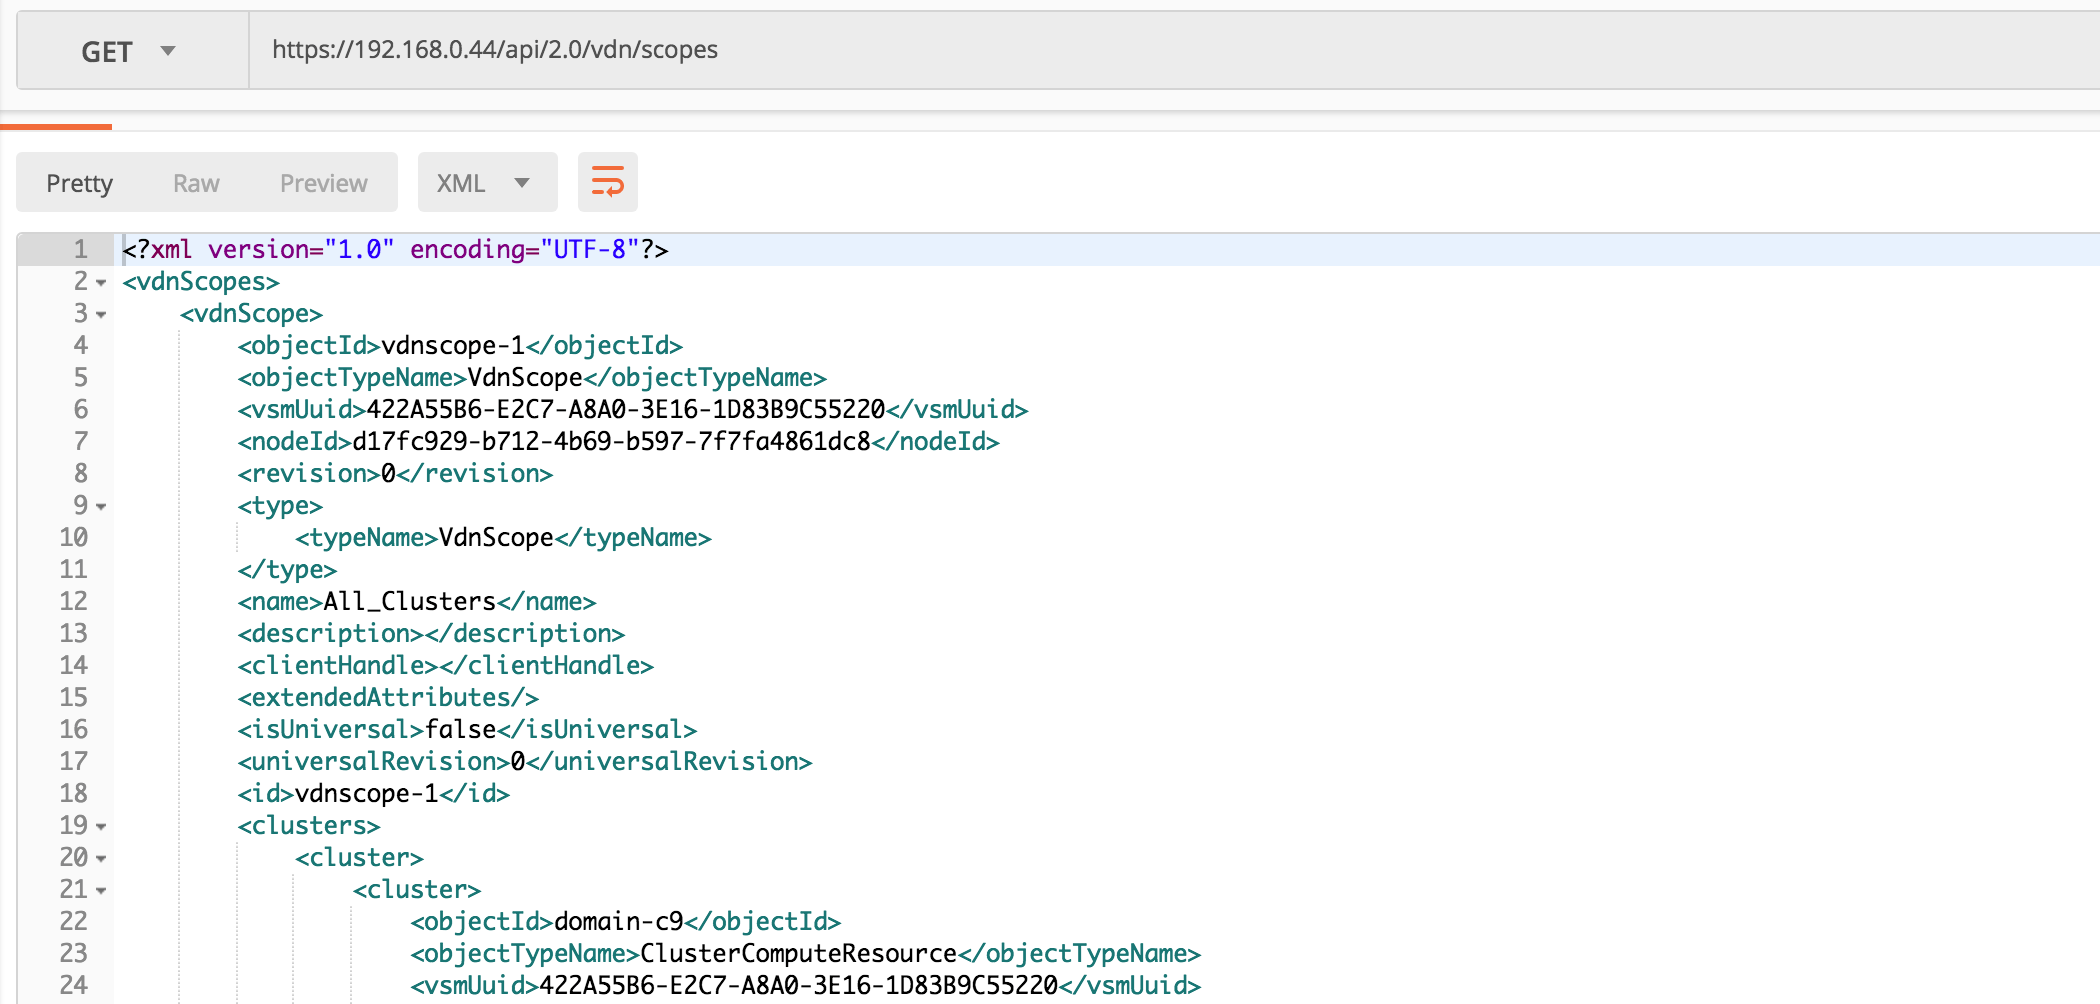 GET https://192.168.0.44/api/2.0/vdn/scopes
Pretty Raw Preview XML
1 <?xml version="1.0" encoding="UTF-8"?>
2 <vdnScopes>
3 <vdnScope>
4 <objectId>vdnscope-1</objectId>
5 <objectTypeName>VdnScope</objectTypeName>
6 <vsmUuid>422A55B6-E2C7-A8A0-3E16-1D83B9C55220</vsmUuid>
7 <nodeId>d17fc929-b712-4b69-b597-7f7fa4861dc8</nodeId>
8 <revision>0</revision>
9 <type>
10 <typeName>VdnScope</typeName>
11 </type>
12 <name>All_Clusters</name>
13 <description></description>
14 <clientHandle></clientHandle>
15 <extendedAttributes/>
16 <isUniversal>false</isUniversal>
17 <universalRevision>0</universalRevision>
18 <id>vdnscope-1</id>
19 <clusters>
20 <cluster>
21 <cluster>
22 <objectId>domain-c9</objectId>
23 <objectTypeName>ClusterComputeResource</objectTypeName>
24 <vsmUuid>422A55B6-E2C7-A8A0-3E16-1D83B9C55220</vsmUuid>